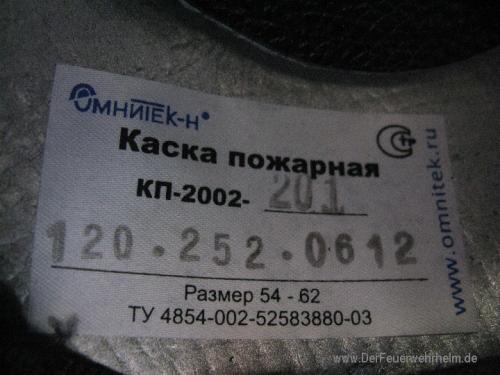 ОМНИТЕК-Н®
Каска пожарная
КП-2002- 201
120.252.0612
Размер 54 - 62
ТУ 4854-002-52583880-03
www.omnitek.ru
www.DerFeuerwehrhelm.de